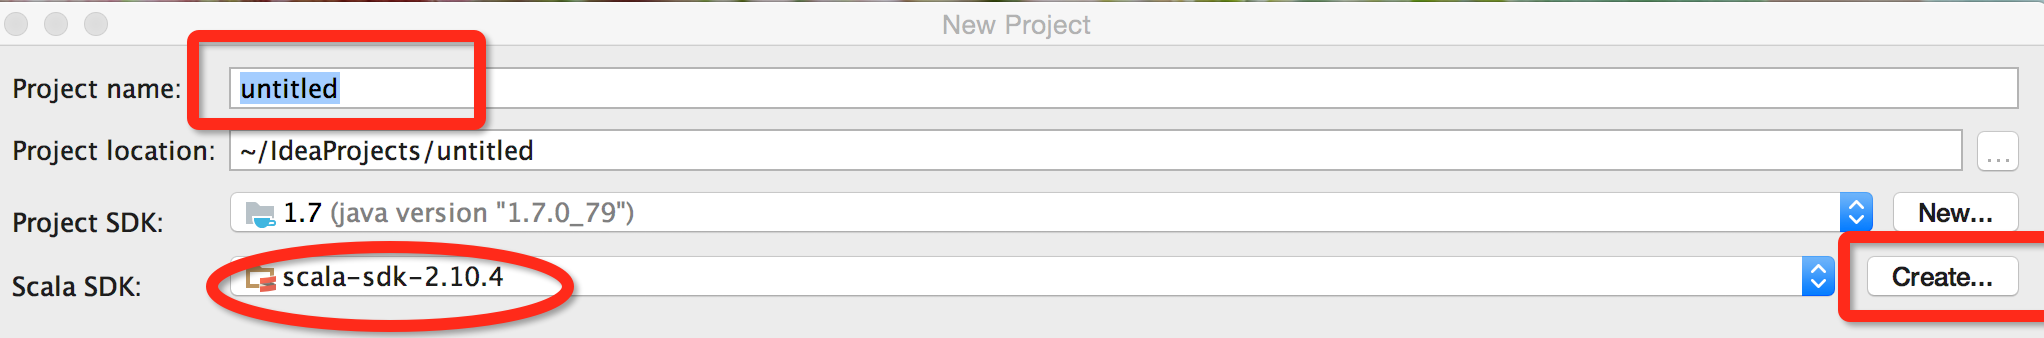 New Project
Project name: untitled
Project location: ~/IdeaProjects/untitled ...
Project SDK: 1.7 (java version "1.7.0_79") New...
Scala SDK: scala-sdk-2.10.4 Create...